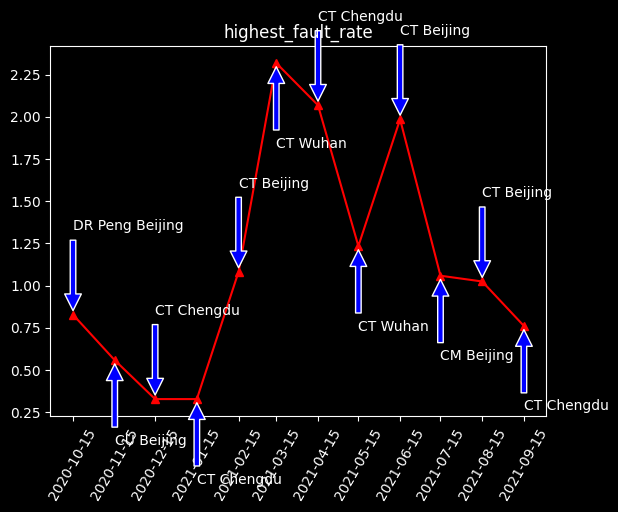 CT Chengdu
highest_fault_rate
CT Beijing
2.25
2.00
1.75
1.50
1.25
1.00
0.75
0.50
0.25
CT Wuhan
CT Beijing
CT Beijing
DR Peng Beijing
CT Chengdu
CT Wuhan
CM Beijing
CT Chengdu
CU Beijing
CT Chengdu
2020-10-15
2020-11-15
2020-12-15
2021-01-15
2021-02-15
2021-03-15
2021-04-15
2021-05-15
2021-06-15
2021-07-15
2021-08-15
2021-09-15